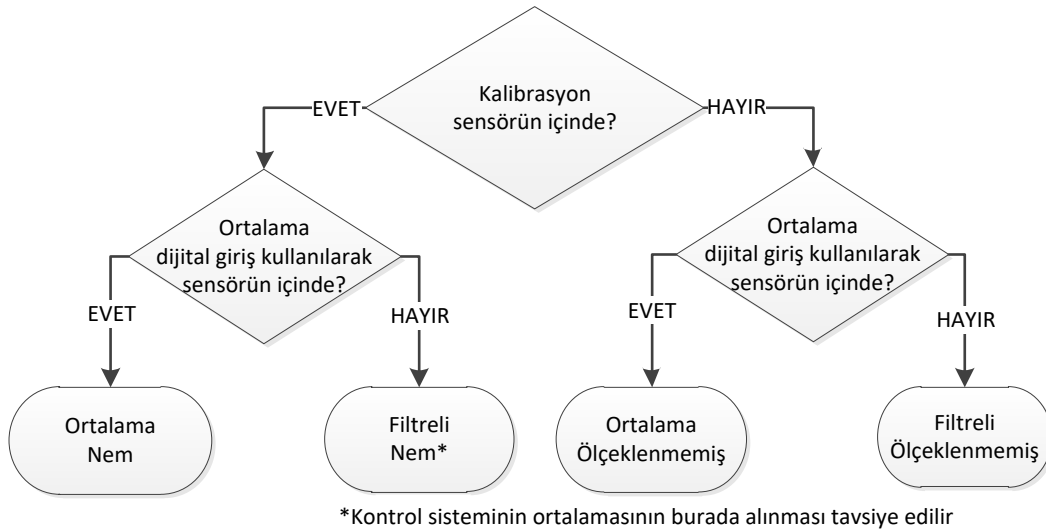 Kalibrasyon
sensörün içinde?
EVET
HAYIR
Ortalama
dijital giriş kullanılarak
sensörün içinde?
Ortalama
dijital giriş kullanılarak
sensörün içinde?
EVET
HAYIR
EVET
HAYIR
Ortalama
Nem
Filtreli
Nem*
Ortalama
Ölçeklenmemiş
Filtreli
Ölçeklenmemiş
*Kontrol sisteminin ortalamasının burada alınması tavsiye edilir